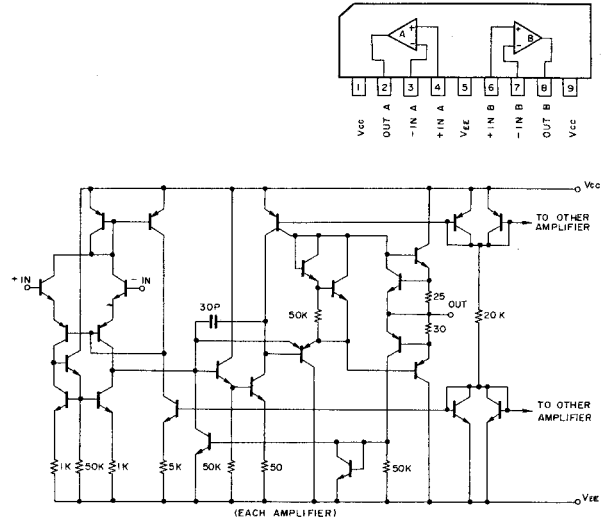 A
+
-
+
-
B
1 2 3 4 5 6 7 8 9
VCC
OUT A
-IN A
+IN A
VEE
+IN B
-IN B
OUT B
VCC
VCC
TO OTHER
AMPLIFIER
+IN
-IN
30P
50K
25
OUT
30
20K
TO OTHER
AMPLIFIER
1K 50K 1K 5K 50K 50 50K
VEE
(EACH AMPLIFIER)